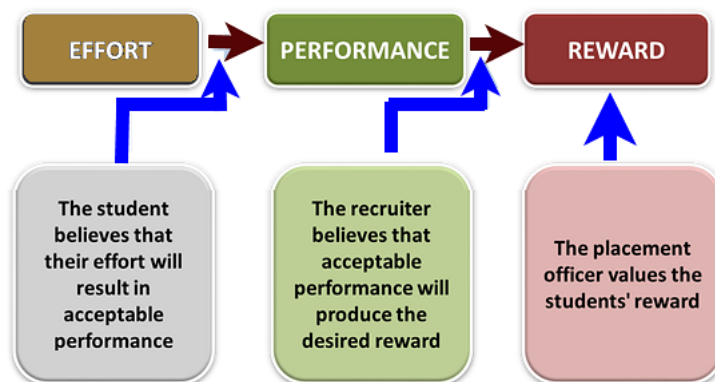 EFFORT
PERFORMANCE
REWARD
The student
believes that
their effort will
result in
acceptable
performance
The recruiter
believes that
acceptable
performance will
produce the
desired reward
The placement
officer values the
students' reward